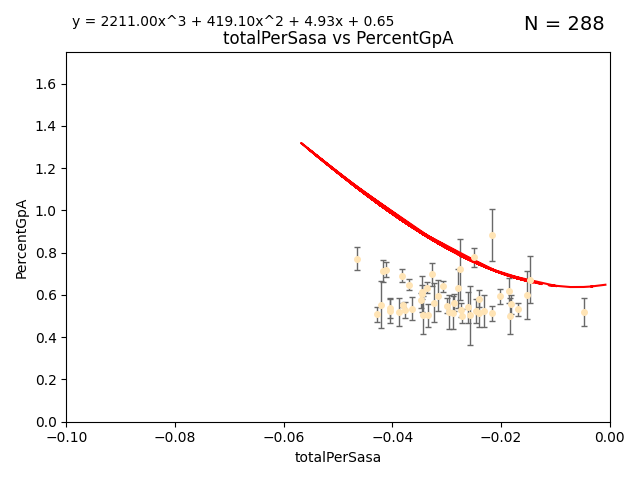 y = 2211.00x^3 + 419.10x^2 + 4.93x + 0.65
N = 288
totalPerSasa vs PercentGpA
1.6
1.4
1.2
1.0
0.8
0.6
0.4
0.2
0.0
PercentGpA
−0.10 −0.08 −0.06 −0.04 −0.02 0.00
totalPerSasa